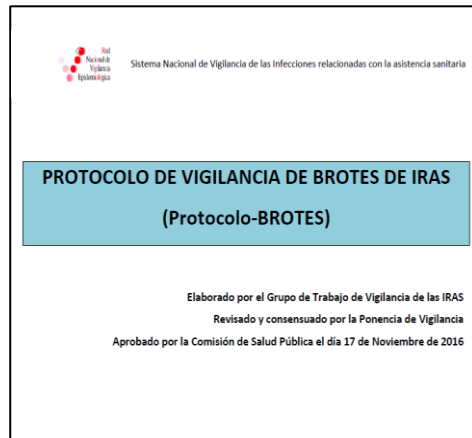 Red
Nacional de
Vigilancia
Epidemiológica
Sistema Nacional de Vigilancia de las Infecciones relacionadas con la asistencia sanitaria
PROTOCOLO DE VIGILANCIA DE BROTES DE IRAS
(Protocolo-BROTES)
Elaborado por el Grupo de Trabajo de Vigilancia de las IRAS
Revisado y consensuado por la Ponencia de Vigilancia
Aprobado por la Comisión de Salud Pública el día 17 de Noviembre de 2016